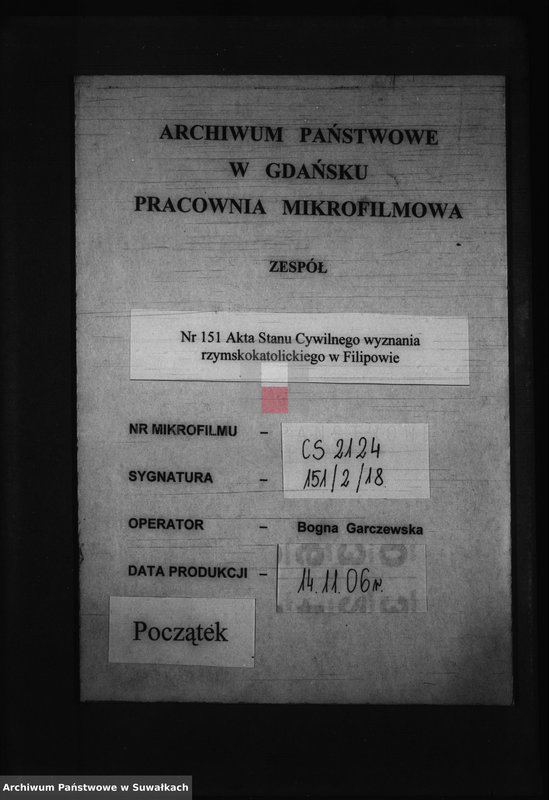 ARCHIWUM PAŃSTWOWE
W GDAŃSKU
PRACOWNIA MIKROFILMOWA
ZESPÓŁ
Nr 151 Akta Stanu Cywilnego wyznania
rzymskokatolickiego w Filipowie
NR MIKROFILMU – CS 2124
SYGNATURA – 151/2/18
OPERATOR – Bogna Garczewska
DATA PRODUKCJI – 14.11.06r.
Początek
Archiwum Państwowe w Suwałkach